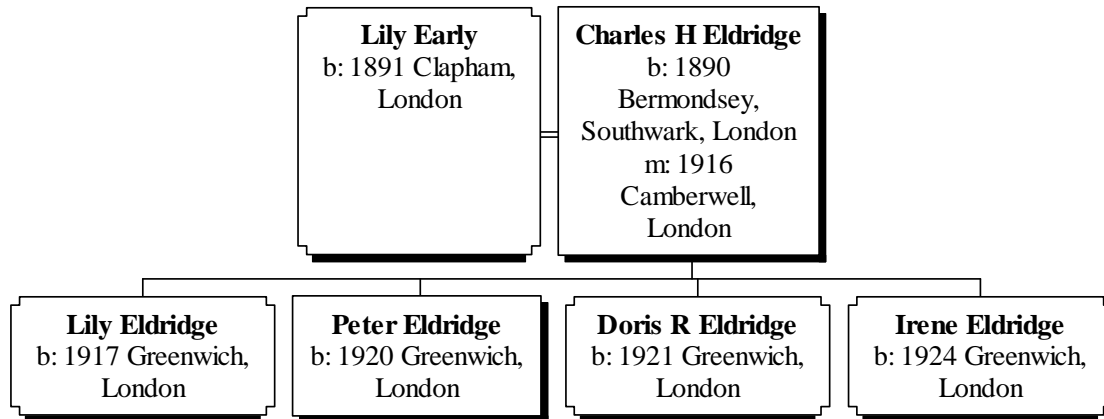 Lily Early
b: 1891 Clapham,
London
Charles H Eldridge
b: 1890
Bermondsey,
Southwark, London
m: 1916
Camberwell,
London
Lily Eldridge
b: 1917 Greenwich,
London
Peter Eldridge
b: 1920 Greenwich,
London
Doris R Eldridge
b: 1921 Greenwich,
London
Irene Eldridge
b: 1924 Greenwich,
London